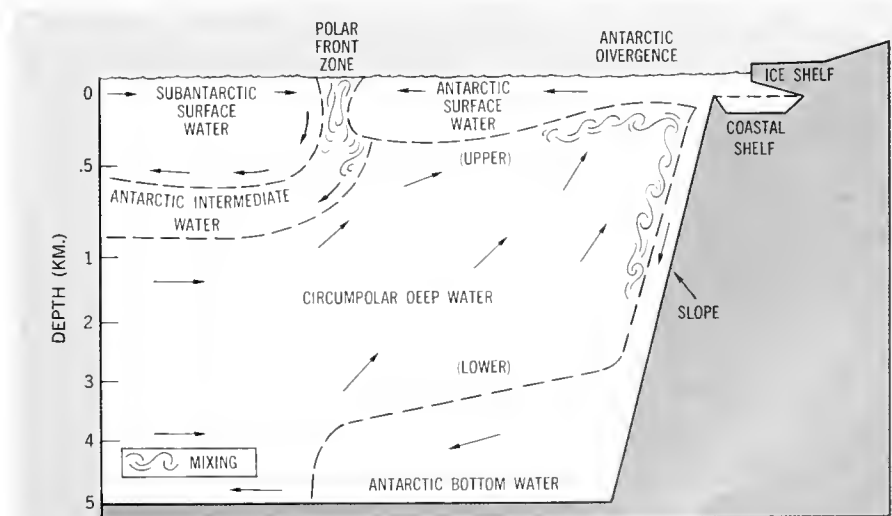 POLAR
FRONT
ZONE
ANTARCTIC
DIVERGENCE
ICE SHELF
0
SUBANTARCTIC
SURFACE
WATER
ANTARCTIC
SURFACE
WATER
COASTAL
SHELF
.5
(UPPER)
ANTARCTIC INTERMEDIATE
WATER
DEPTH (KM.)
1
CIRCUMPOLAR DEEP WATER
SLOPE
2
(LOWER)
3
4
MIXING
ANTARCTIC BOTTOM WATER
5